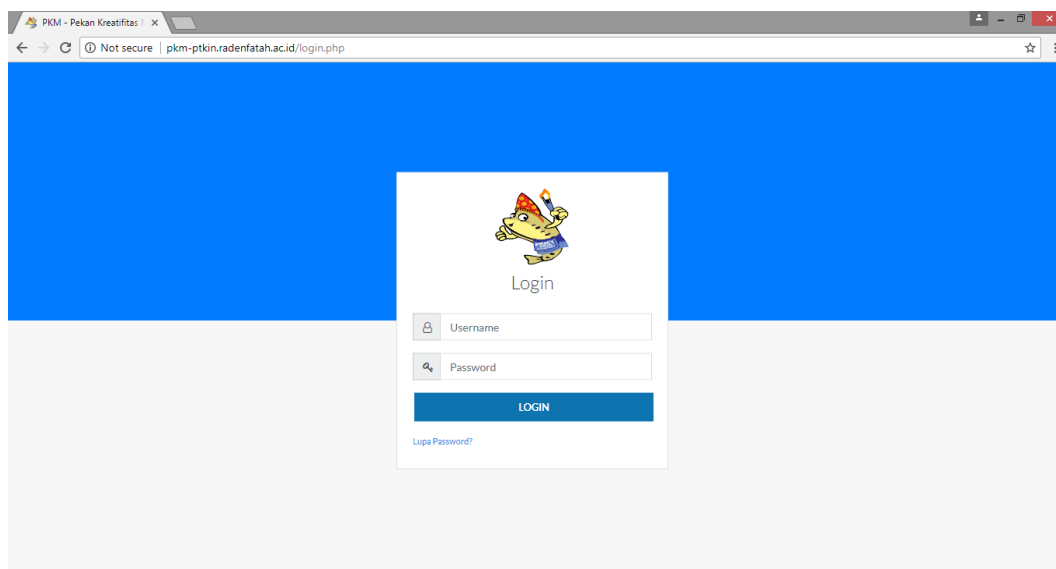 PKM - Pekan Kreatifitas
Not secure | pkm-ptkin.radenfatah.ac.id/login.php
Login
Username
Password
LOGIN
Lupa Password?